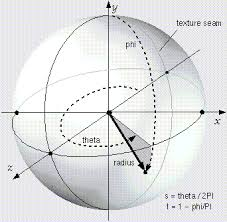 y
texture seam
phi
x
theta
z
radius
s = theta / 2PI
t = 1 - phi/PI